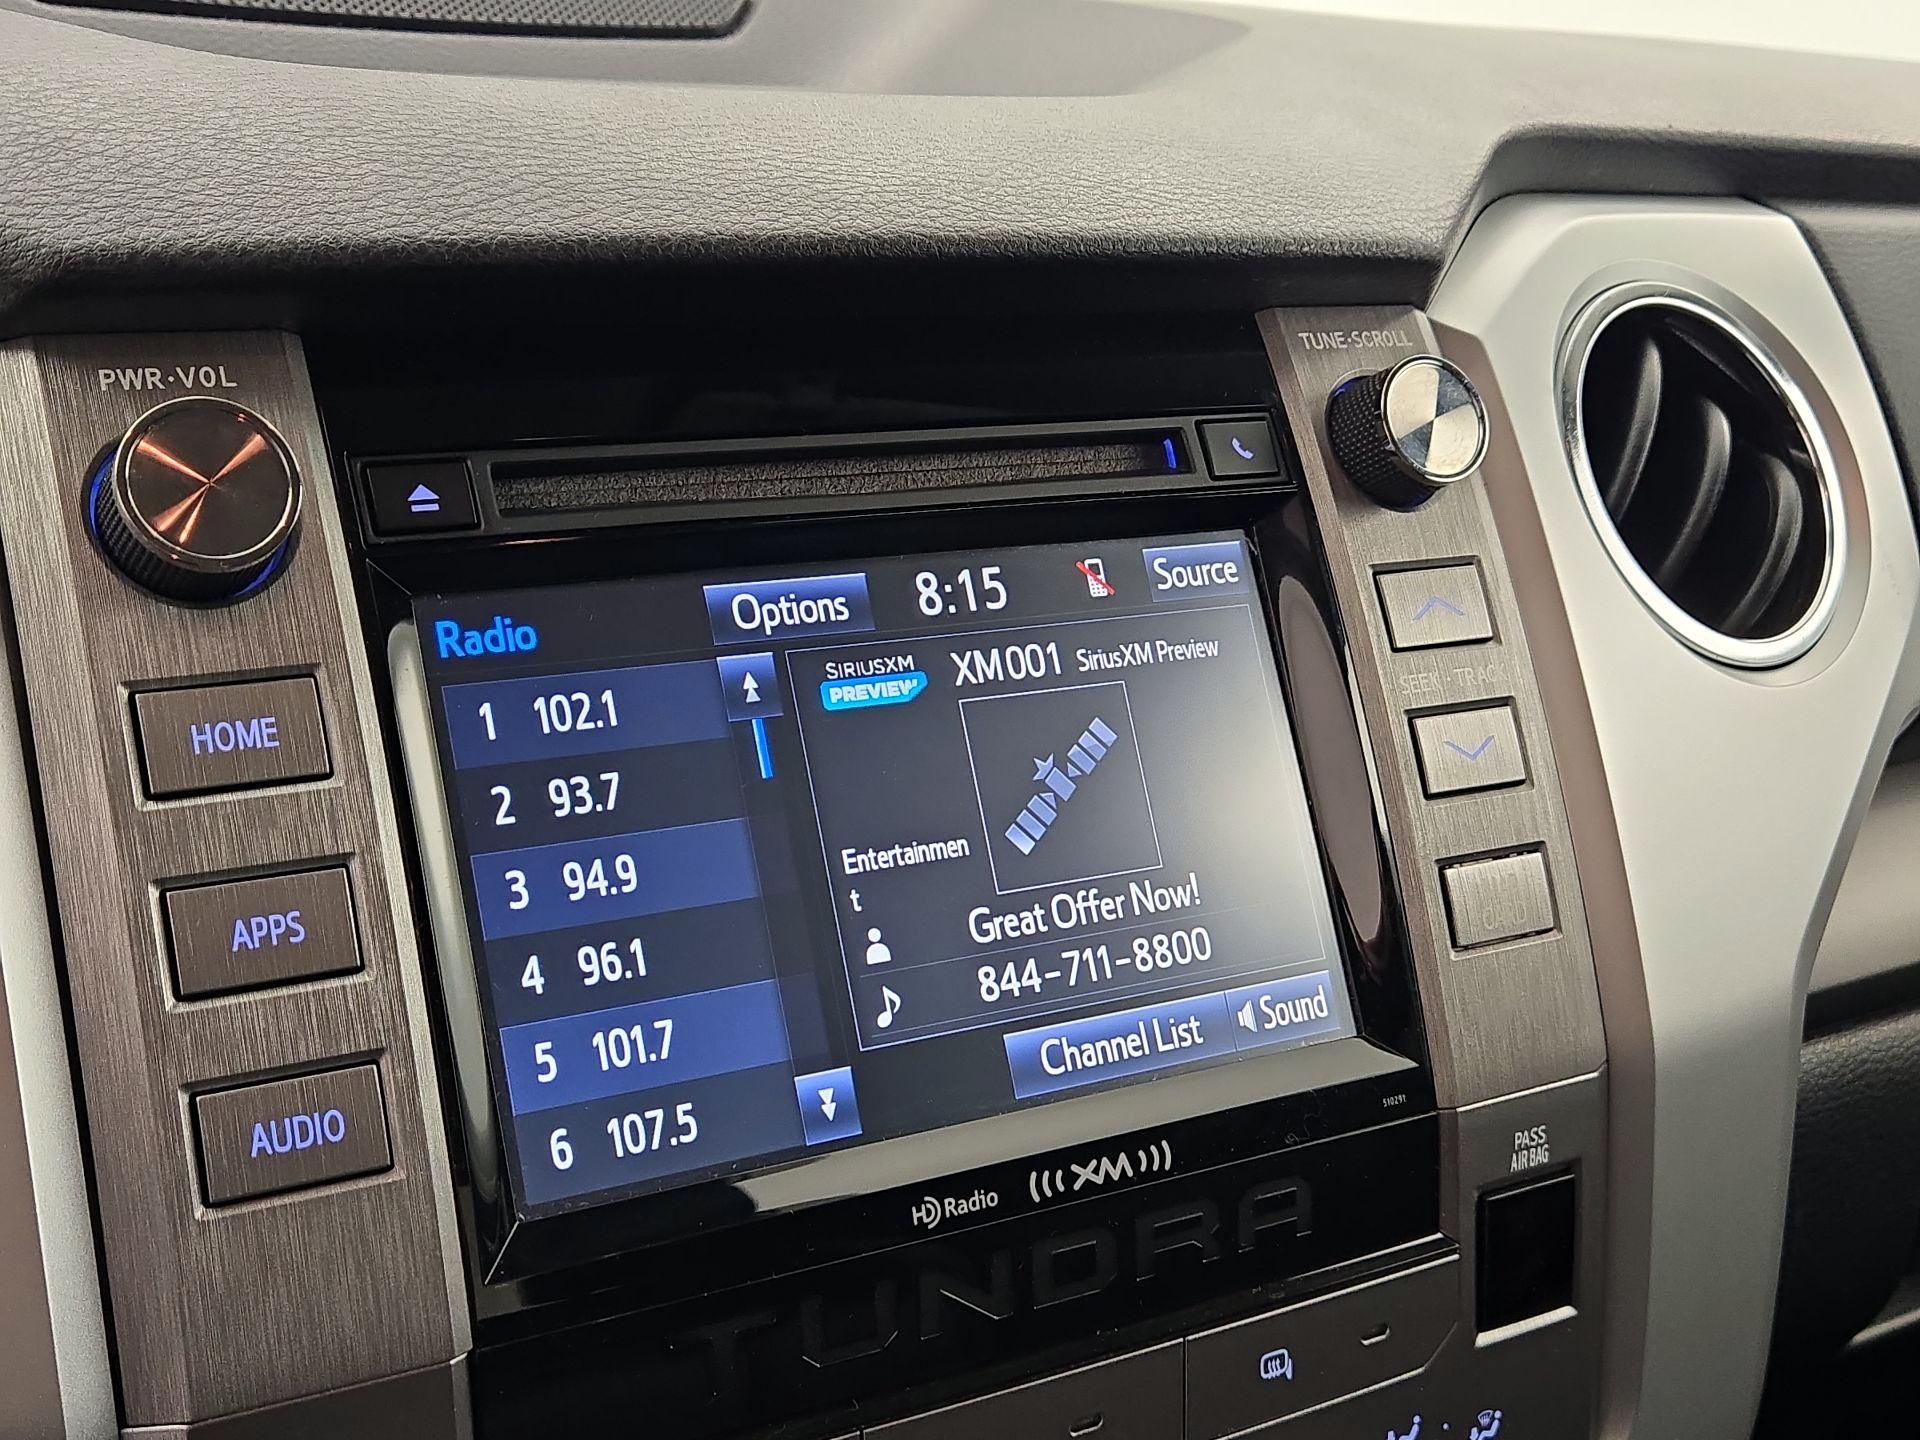 PWR·VOL
TUNE·SCROLL
Radio
Options
8:15
Source
1 102.1
2 93.7
3 94.9
4 96.1
5 101.7
6 107.5
SIRIUSXM
PREVIEW
XM001 SiriusXM Preview
Entertainmen
t
Great Offer Now!
844-711-8800
Channel List
Sound
HOME
APPS
AUDIO
SEEK·TRACK
CARD
510291
HD Radio
(((XM)))
TUNDRA
PASS
AIR BAG